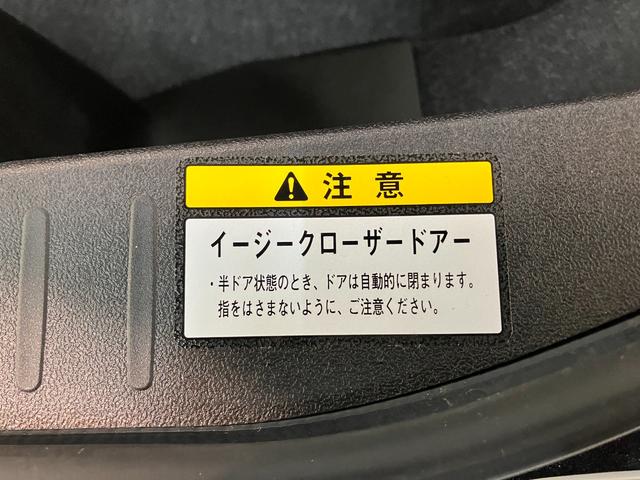 注意
イージークローザードアー
・半ドア状態のとき、ドアは自動的に閉まります。
指をはさまないように、ご注意ください。